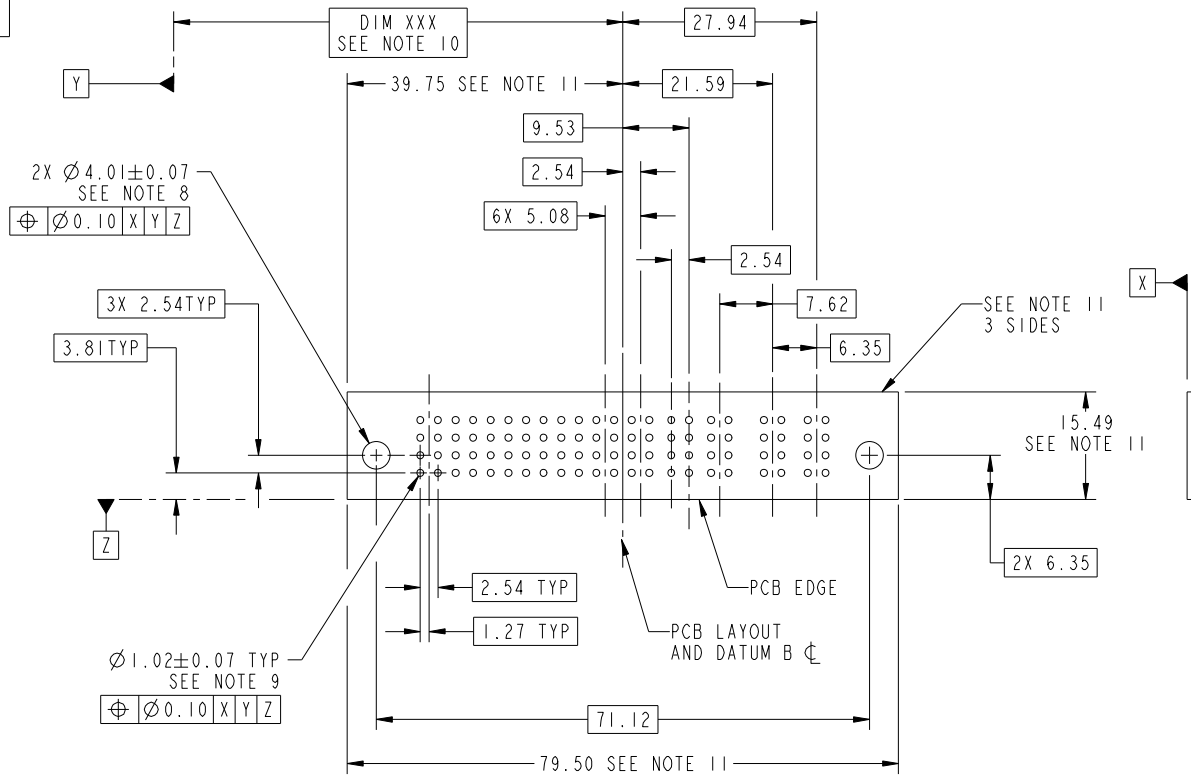 DIM XXX
SEE NOTE 10
27.94
Y
39.75 SEE NOTE 11
21.59
9.53
2X Ø4.01±0.07
SEE NOTE 8
⌖ Ø0.10 X Y Z
2.54
6X 5.08
2.54
X
3X 2.54TYP
7.62
SEE NOTE 11
3 SIDES
3.81TYP
6.35
15.49
SEE NOTE 11
Z
2X 6.35
2.54 TYP
PCB EDGE
1.27 TYP
PCB LAYOUT
AND DATUM B ℄
Ø1.02±0.07 TYP
SEE NOTE 9
⌖ Ø0.10 X Y Z
71.12
79.50 SEE NOTE 11